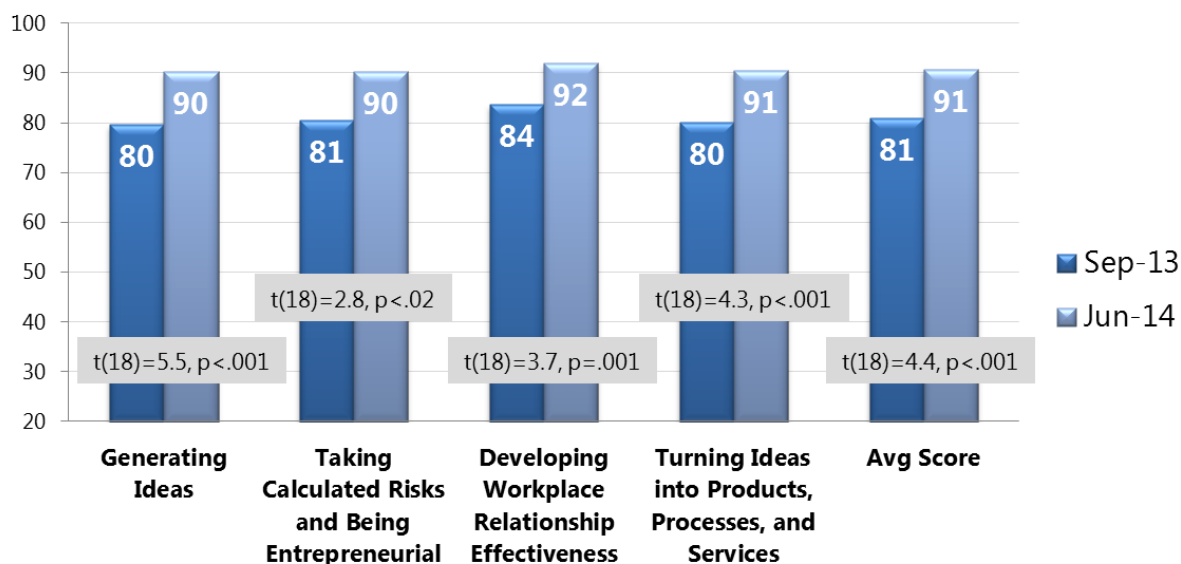 100
90
80
70
60
50
40
30
20
80
90
81
90
84
92
80
91
81
91
t(18)=5.5, p<.001
t(18)=2.8, p<.02
t(18)=3.7, p=.001
t(18)=4.3, p<.001
t(18)=4.4, p<.001
Sep-13
Jun-14
Generating
Ideas
Taking
Calculated Risks
and Being
Entrepreneurial
Developing
Workplace
Relationship
Effectiveness
Turning Ideas
into Products,
Processes, and
Services
Avg Score